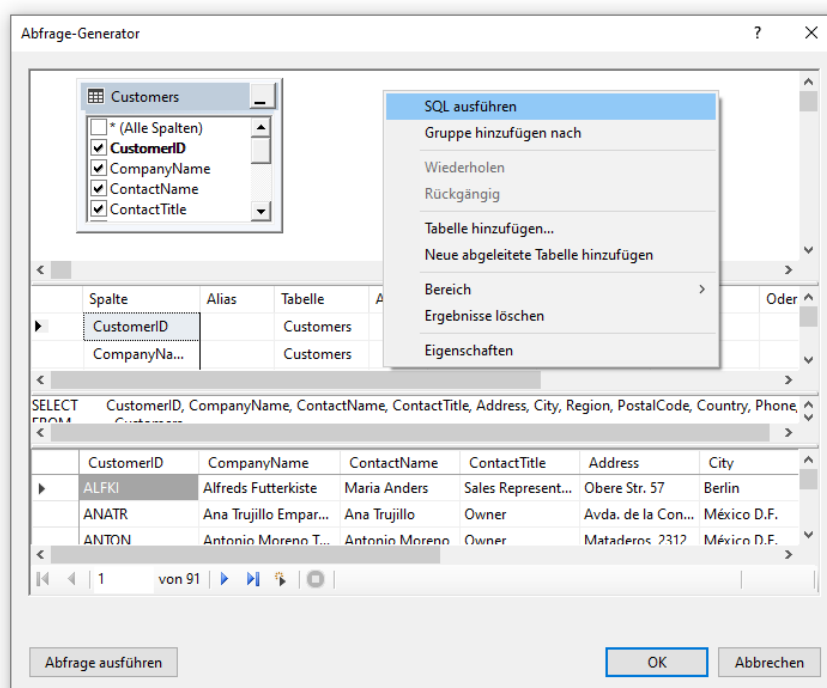 Abfrage-Generator ?
Customers
* (Alle Spalten)
CustomerID
CompanyName
ContactName
ContactTitle
SQL ausführen
Gruppe hinzufügen nach
Wiederholen
Rückgängig
Tabelle hinzufügen...
Neue abgeleitete Tabelle hinzufügen
Bereich
Ergebnisse löschen
Eigenschaften
Spalte Alias Tabelle A Oder
CustomerID Customers
CompanyNa... Customers
SELECT CustomerID, CompanyName, ContactName, ContactTitle, Address, City, Region, PostalCode, Country, Phone,
FROM Customers
CustomerID CompanyName ContactName ContactTitle Address City
ALFKI Alfreds Futterkiste Maria Anders Sales Represent... Obere Str. 57 Berlin
ANATR Ana Trujillo Empar... Ana Trujillo Owner Avda. de la Con... México D.F.
ANTON Antonio Moreno T... Antonio Moreno Owner Mataderos 2312 México D.F.
1 von 91
Abfrage ausführen OK Abbrechen